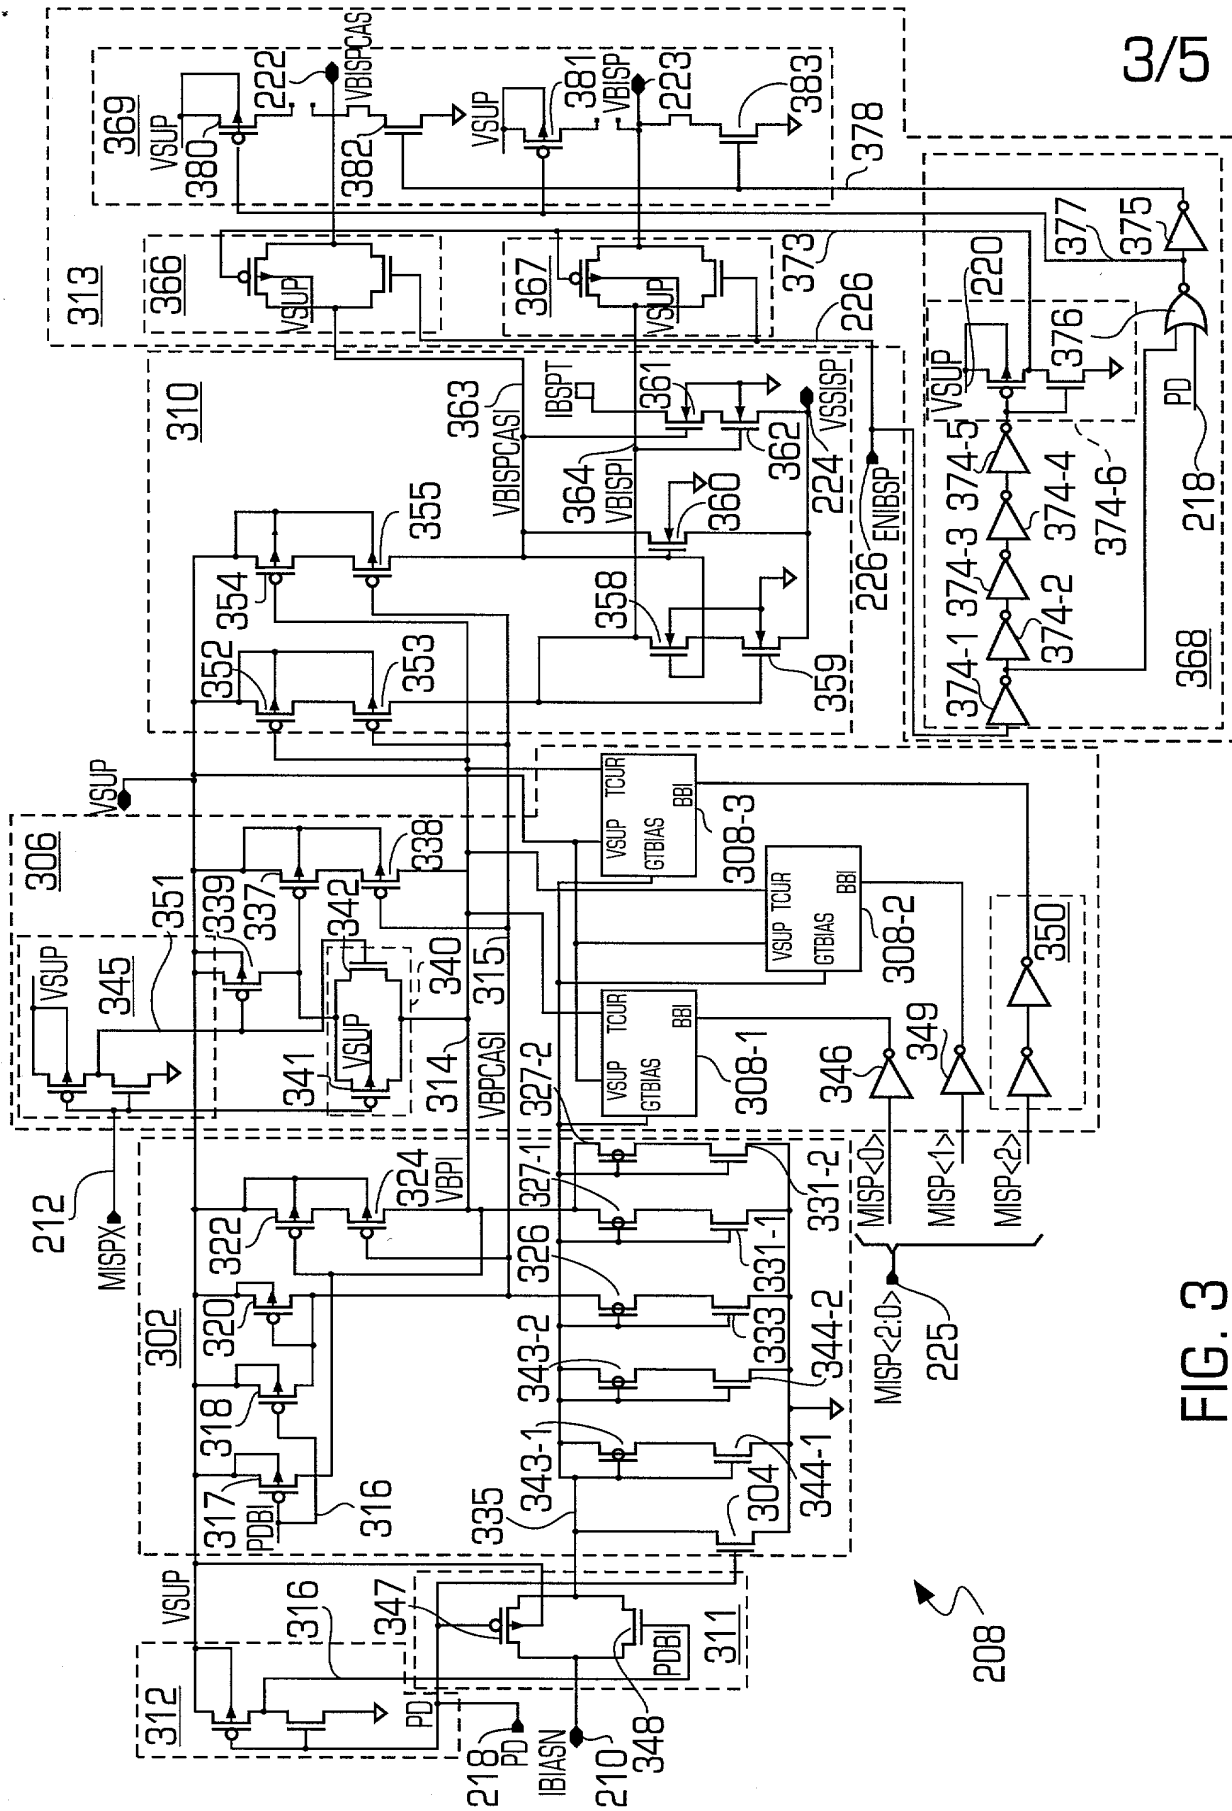 3/5
313
369
VSUP
380
222
VBISPCAS
382
VSUP
381
VBISP
223
383
378
366
VSUP
367
VSUP
373
226
377
375
220
376
VSUP
PD
218
374-6
374-5
374-4
374-3
374-2
374-1
368
310
363
VBISPCASI
IBSPT
361
364
VBISPI
362
VSSISP
224
ENIBSP
226
355
354
360
358
352
353
359
VSUP
306
351
VSUP
345
339
337
338
342
340
341
VSUP
315
314
VBPCASI
VBPI
TCUR
VSUP
GTBIAS
BBI
308-3
TCUR
VSUP
GTBIAS
BBI
308-2
TCUR
VSUP
GTBIAS
BBI
308-1
350
349
346
212
MISPX
302
322
324
320
318
317
PDBI
316
327-2
327-1
326
343-2
343-1
335
331-2
331-1
333
344-2
344-1
304
MISP<0>
MISP<1>
MISP<2>
MISP<2:0>
225
VSUP
312
316
347
311
PDBI
348
PD
218
PD
IBIASN
210
208
FIG. 3